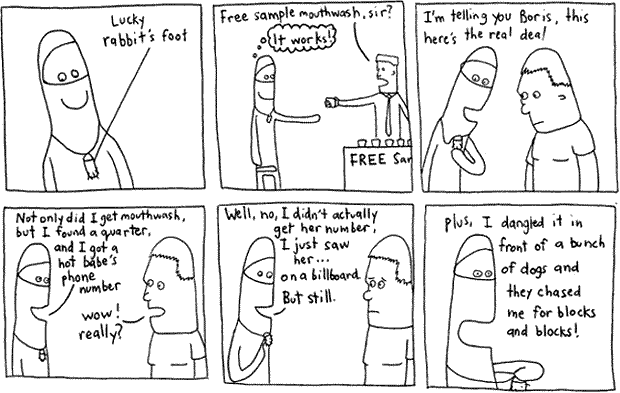 Lucky
rabbit's foot
Free sample mouthwash, sir?
It works!
FREE Sam
I'm telling you Boris, this
here's the real deal
Not only did I get mouthwash,
but I found a quarter,
and I got a
hot babe's
phone
number
wow!
really?
Well, no, I didn't actually
get her number,
I just saw
her...
on a billboard.
But still.
plus, I dangled it in
front of a bunch
of dogs and
they chased
me for blocks
and blocks!